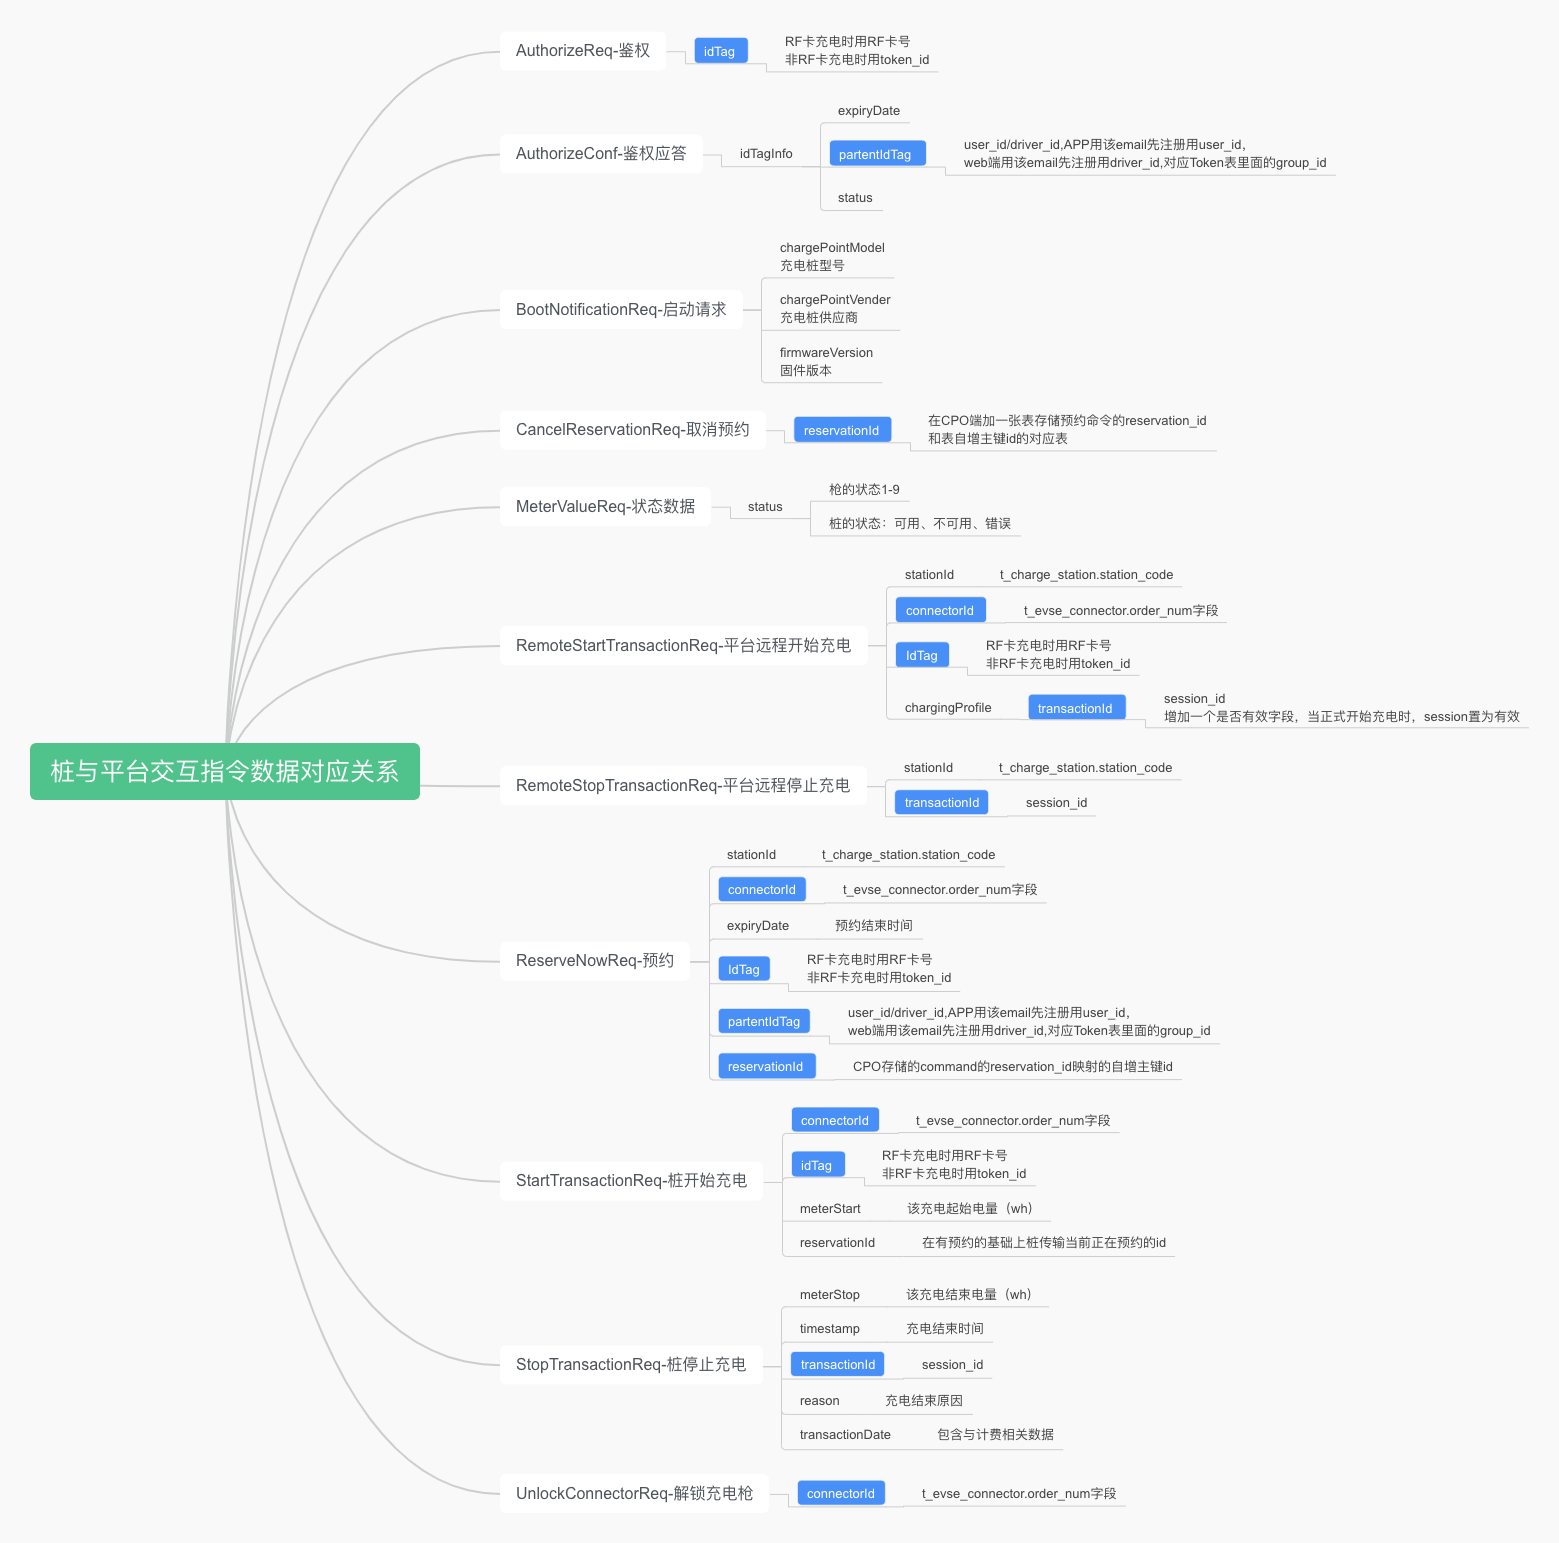 桩与平台交互指令数据对应关系
AuthorizeReq-鉴权
idTag
RF卡充电时用RF卡号
非RF卡充电时用token_id
AuthorizeConf-鉴权应答
idTagInfo
expiryDate
partentIdTag
user_id/driver_id,APP用该email先注册用user_id,
web端用该email先注册用driver_id,对应Token表里面的group_id
status
BootNotificationReq-启动请求
chargePointModel
充电桩型号
chargePointVender
充电桩供应商
firmwareVersion
固件版本
CancelReservationReq-取消预约
reservationId
在CPO端加一张表存储预约命令的reservation_id
和表自增主键id的对应表
MeterValueReq-状态数据
status
枪的状态1-9
桩的状态：可用、不可用、错误
RemoteStartTransactionReq-平台远程开始充电
stationId
t_charge_station.station_code
connectorId
t_evse_connector.order_num字段
IdTag
RF卡充电时用RF卡号
非RF卡充电时用token_id
chargingProfile
transactionId
session_id
增加一个是否有效字段，当正式开始充电时，session置为有效
RemoteStopTransactionReq-平台远程停止充电
stationId
t_charge_station.station_code
transactionId
session_id
ReserveNowReq-预约
stationId
t_charge_station.station_code
connectorId
t_evse_connector.order_num字段
expiryDate
预约结束时间
IdTag
RF卡充电时用RF卡号
非RF卡充电时用token_id
partentIdTag
user_id/driver_id,APP用该email先注册用user_id,
web端用该email先注册用driver_id,对应Token表里面的group_id
reservationId
CPO存储的command的reservation_id映射的自增主键id
StartTransactionReq-桩开始充电
connectorId
t_evse_connector.order_num字段
idTag
RF卡充电时用RF卡号
非RF卡充电时用token_id
meterStart
该充电起始电量（wh）
reservationId
在有预约的基础上桩传输当前正在预约的id
StopTransactionReq-桩停止充电
meterStop
该充电结束电量（wh）
timestamp
充电结束时间
transactionId
session_id
reason
充电结束原因
transactionDate
包含与计费相关数据
UnlockConnectorReq-解锁充电枪
connectorId
t_evse_connector.order_num字段